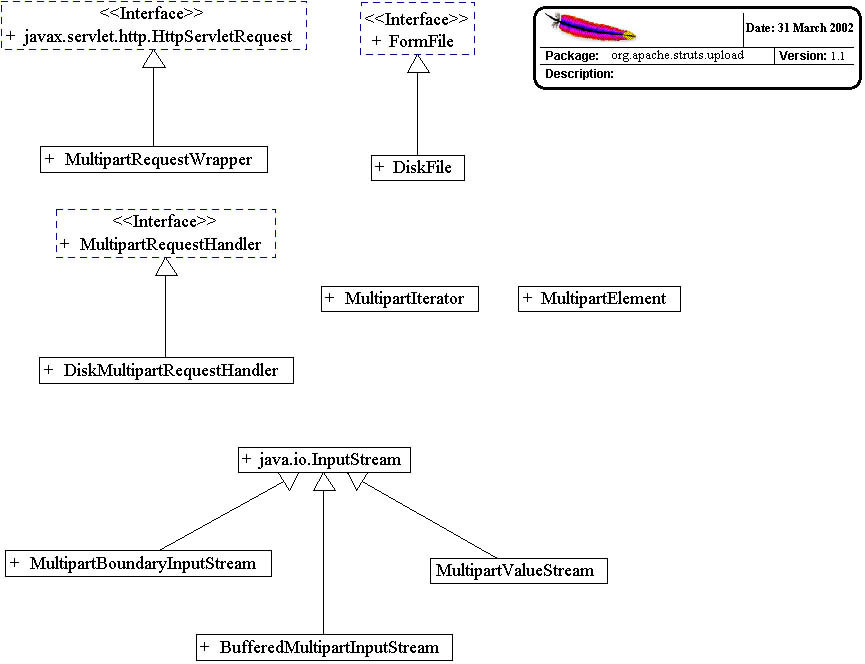 <<Interface>>
+ javax.servlet.http.HttpServletRequest
<<Interface>>
+ FormFile
Date: 31 March 2002
Package: org.apache.struts.upload Version: 1.1
Description:
+ MultipartRequestWrapper
+ DiskFile
<<Interface>>
+ MultipartRequestHandler
+ MultipartIterator
+ MultipartElement
+ DiskMultipartRequestHandler
+ java.io.InputStream
+ MultipartBoundaryInputStream
MultipartValueStream
+ BufferedMultipartInputStream